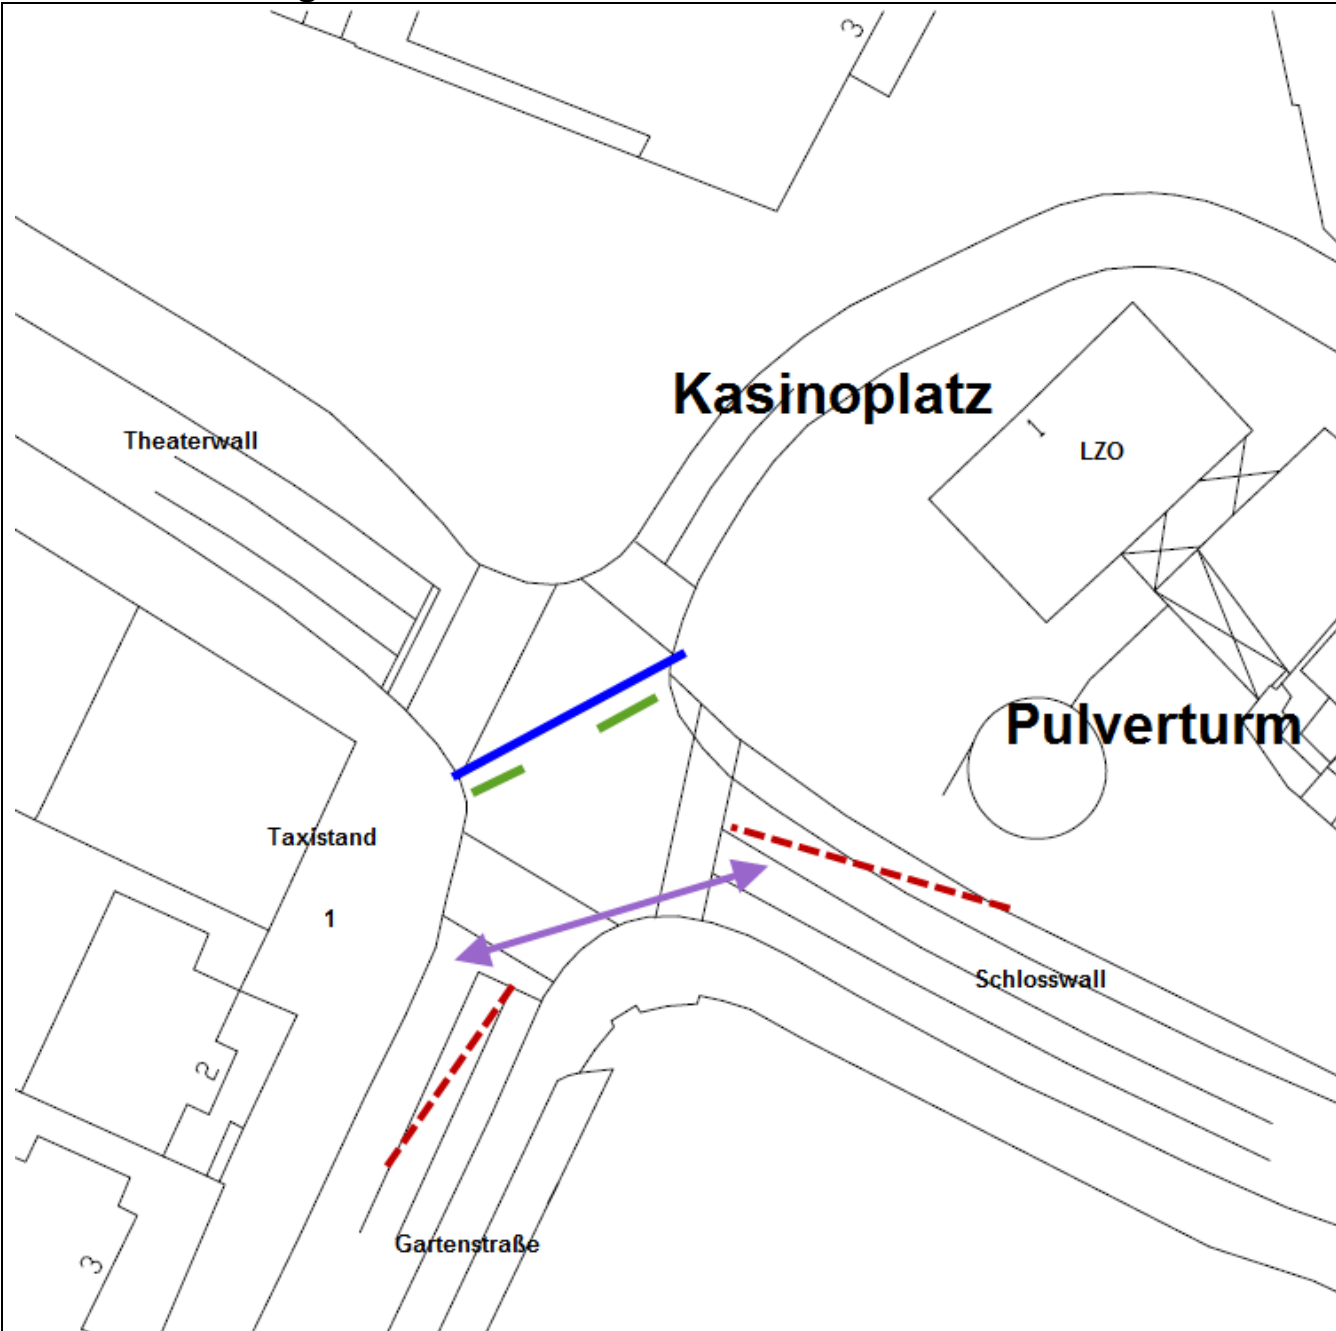 3
Kasinoplatz
Theaterwall
1
LZO
Pulverturm
Taxistand
1
Schlosswall
2
Gartenstraße
3